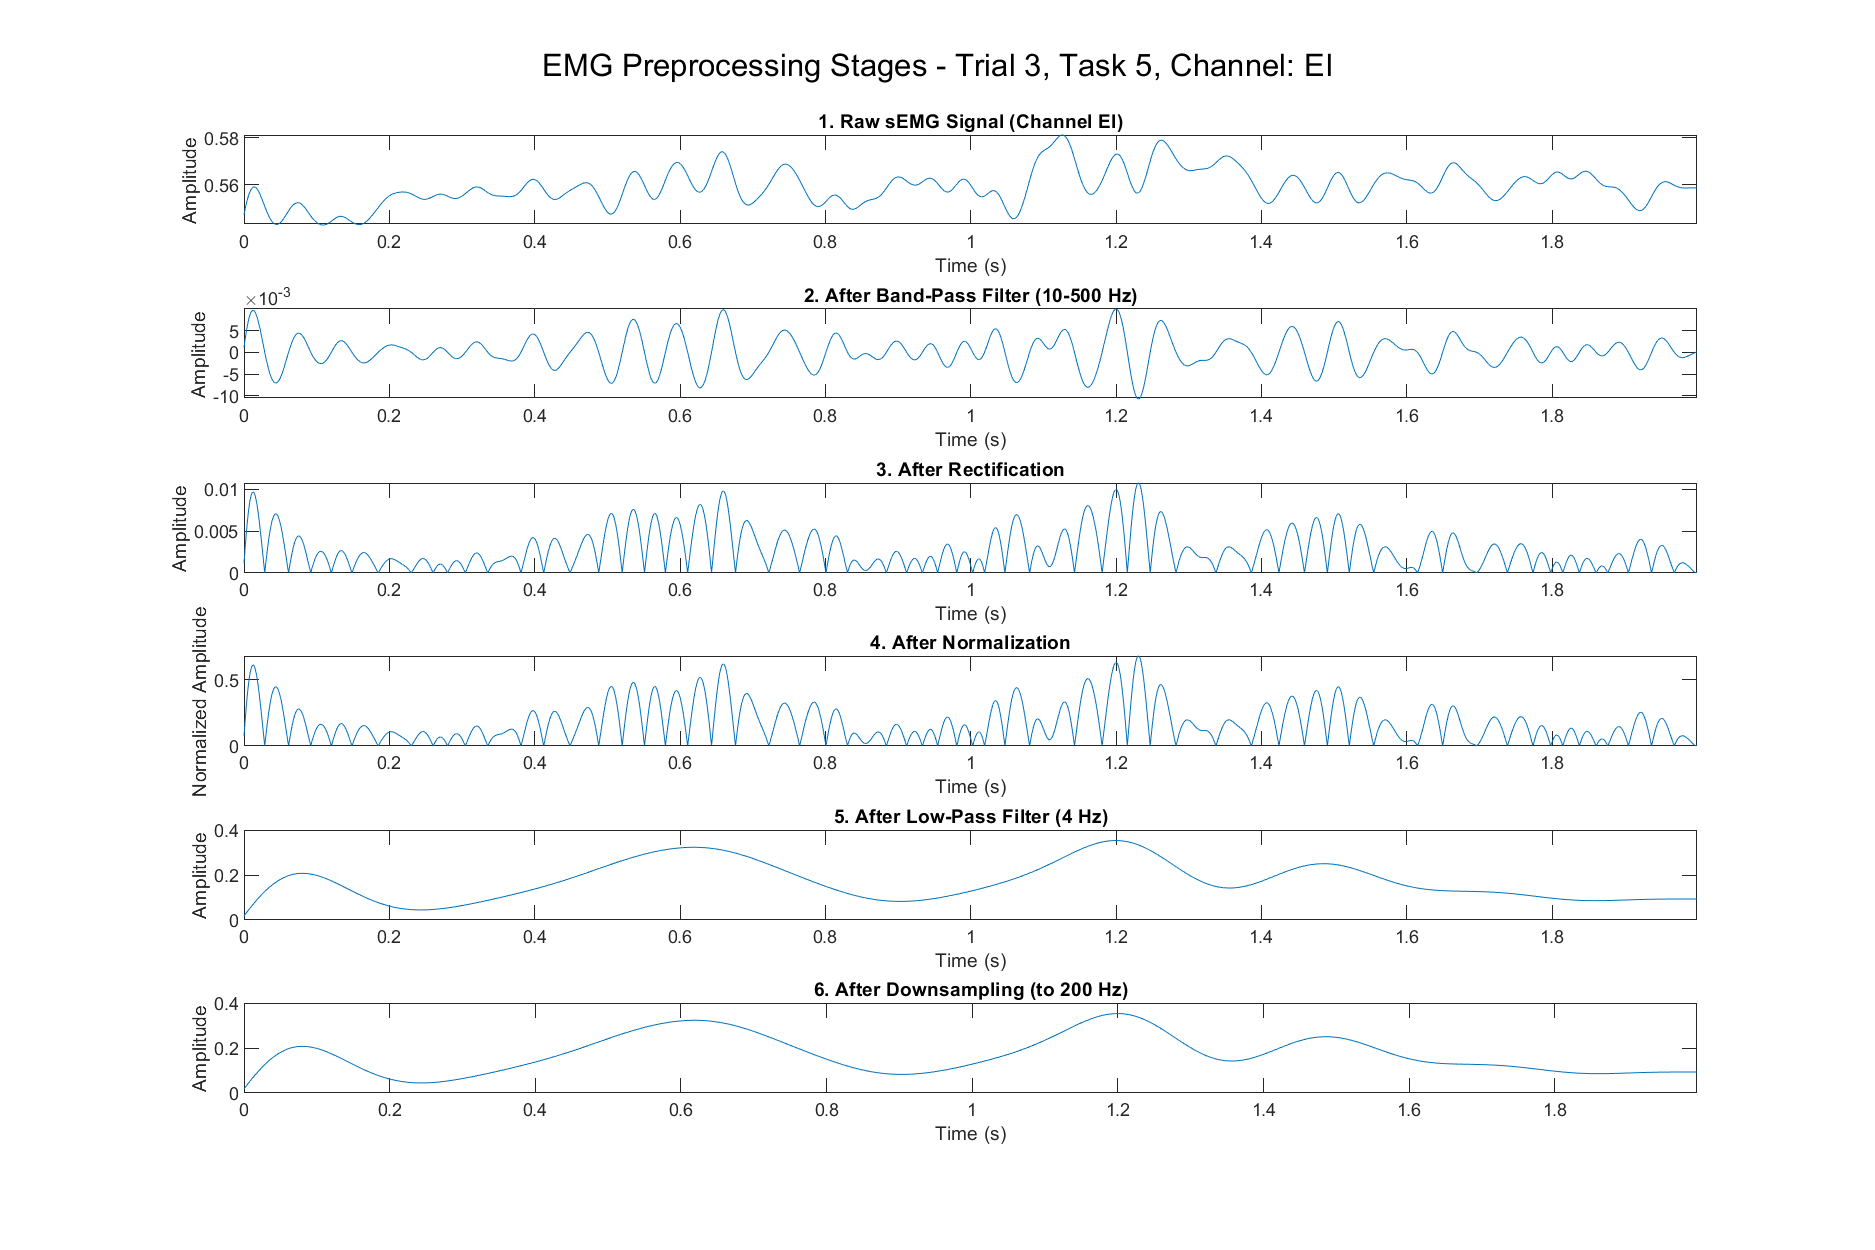 EMG Preprocessing Stages - Trial 3, Task 5, Channel: EI
1. Raw sEMG Signal (Channel EI)
Amplitude
0.58
0.56
0 0.2 0.4 0.6 0.8 1 1.2 1.4 1.6 1.8
Time (s)
2. After Band-Pass Filter (10-500 Hz)
×10-3
Amplitude
5
0
-5
-10
0 0.2 0.4 0.6 0.8 1 1.2 1.4 1.6 1.8
Time (s)
3. After Rectification
Amplitude
0.01
0.005
0
0 0.2 0.4 0.6 0.8 1 1.2 1.4 1.6 1.8
Time (s)
4. After Normalization
Normalized Amplitude
0.5
0
0 0.2 0.4 0.6 0.8 1 1.2 1.4 1.6 1.8
Time (s)
5. After Low-Pass Filter (4 Hz)
Amplitude
0.4
0.2
0
0 0.2 0.4 0.6 0.8 1 1.2 1.4 1.6 1.8
Time (s)
6. After Downsampling (to 200 Hz)
Amplitude
0.4
0.2
0
0 0.2 0.4 0.6 0.8 1 1.2 1.4 1.6 1.8
Time (s)